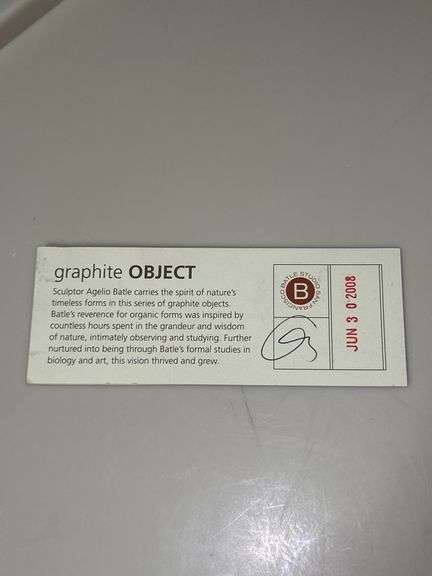 graphite OBJECT
Sculptor Agelio Batle carries the spirit of nature's
timeless forms in this series of graphite objects.
Batle's reverence for organic forms was inspired by
countless hours spent in the grandeur and wisdom
of nature, intimately observing and studying. Further
nurtured into being through Batle's formal studies in
biology and art, this vision thrived and grew.
BATLE STUDIO SAN FRANCISCO
B
JUN 3 0 2008